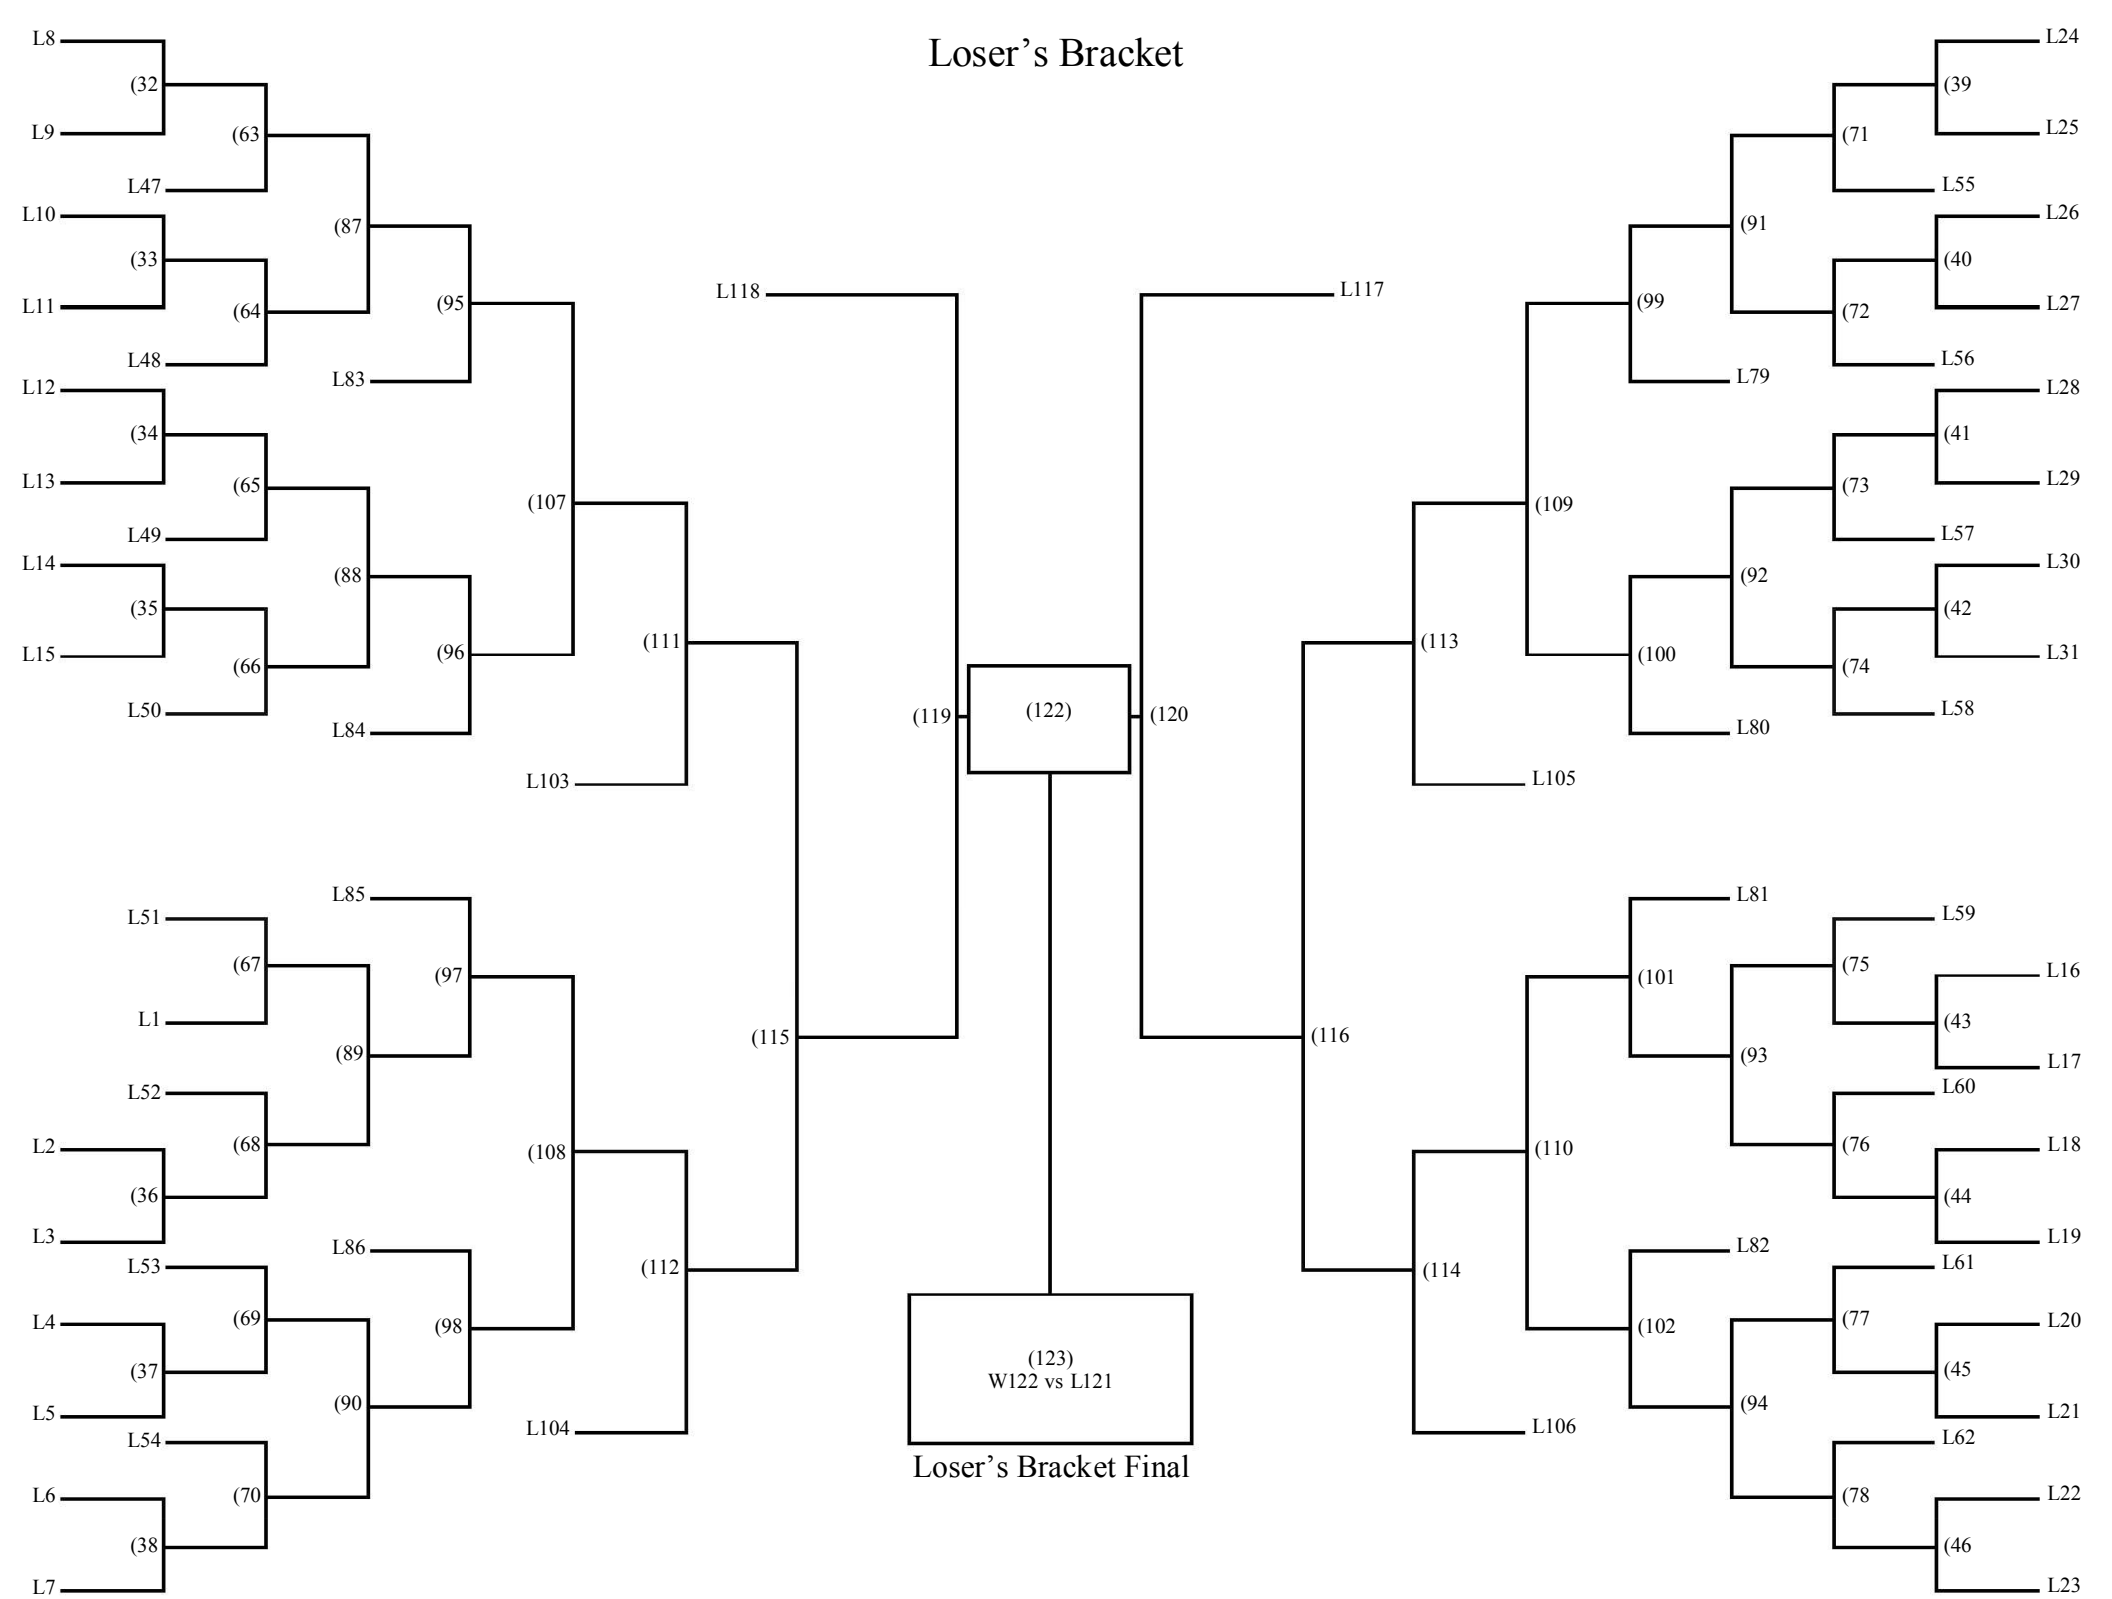 Loser’s Bracket
L8
(32
L9
(63
L47
L10
(87
(33
L11
(64
(95
L48
L83
L12
(34
L13
(65
(107
L49
L14
(88
(35
L15
(66
(96
(111
L50
L84
L103
L118
(119
(122)
L117
(120
L24
(39
L25
(71
L55
L26
(91
(40
L27
(72
(99
L56
L79
L28
(41
L29
(73
(109
L57
L30
(92
(42
L31
(74
(100
(113
L58
L80
L105
L85
L51
(67
(97
L1
(115
(89
L52
L2
(68
(108
(36
L3
L86
L53
(112
L4
(69
(98
(37
L5
(90
L54
L104
L6
(70
(38
L7
(123)
W122 vs L121
Loser’s Bracket Final
L81
L59
(75
L16
(101
(43
(116
(93
L17
L60
L18
(76
(110
(44
L19
L82
L61
(114
L20
(77
(102
(45
L21
(94
L62
L106
L22
(78
(46
L23